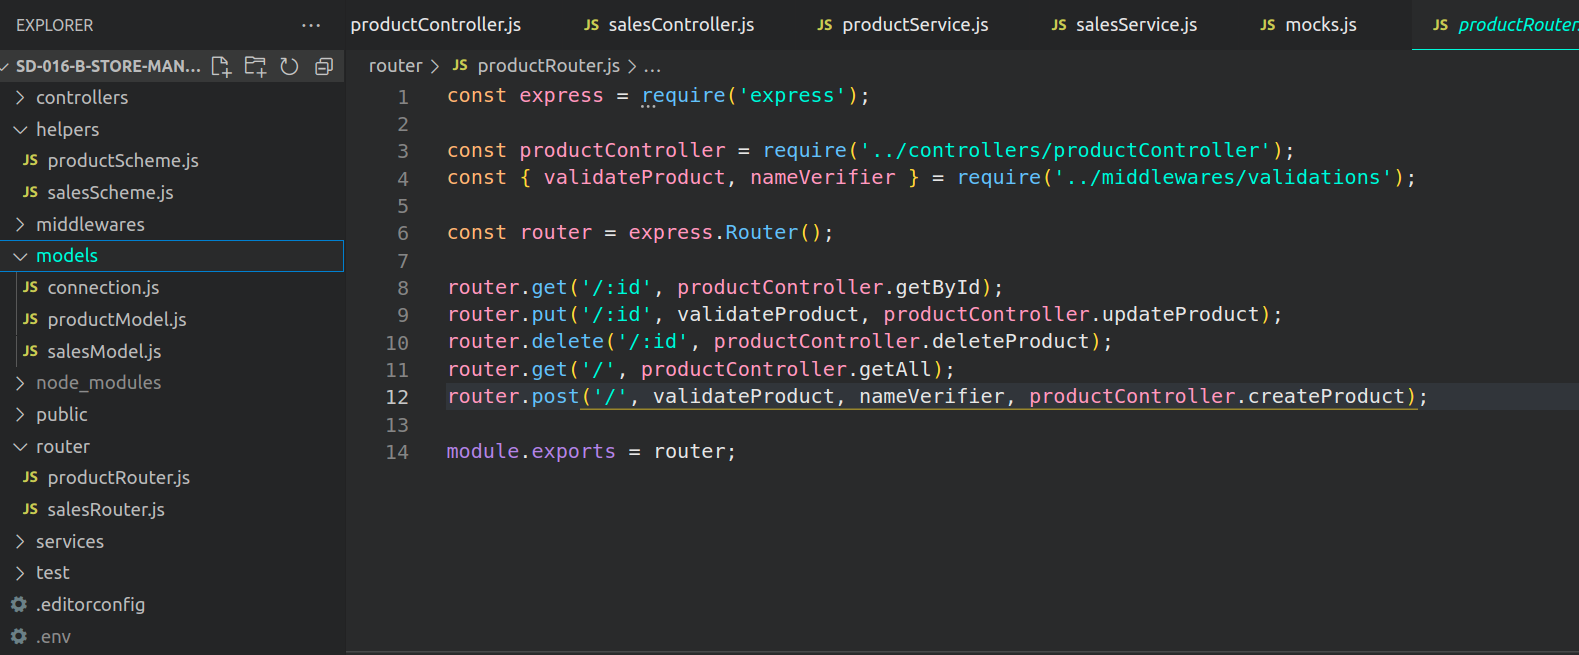 EXPLORER ...
SD-016-B-STORE-MAN...
controllers
helpers
JS productScheme.js
JS salesScheme.js
middlewares
models
JS connection.js
JS productModel.js
JS salesModel.js
node_modules
public
router
JS productRouter.js
JS salesRouter.js
services
test
.editorconfig
.env
productController.js JS salesController.js JS productService.js JS salesService.js JS mocks.js JS productRouter.
router > JS productRouter.js > ...
1 const express = require('express');
2
3 const productController = require('../controllers/productController');
4 const { validateProduct, nameVerifier } = require('../middlewares/validations');
5
6 const router = express.Router();
7
8 router.get('/:id', productController.getById);
9 router.put('/:id', validateProduct, productController.updateProduct);
10 router.delete('/:id', productController.deleteProduct);
11 router.get('/', productController.getAll);
12 router.post('/', validateProduct, nameVerifier, productController.createProduct);
13
14 module.exports = router;